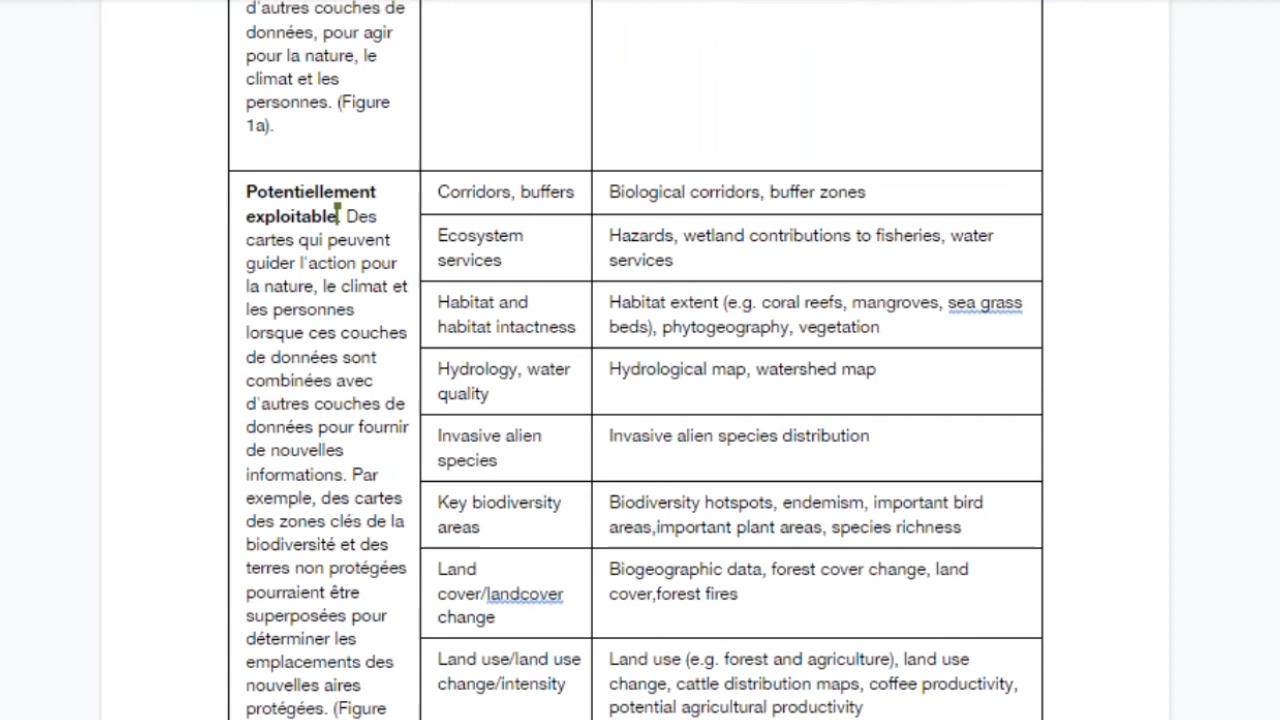 d'autres couches de
données, pour agir
pour la nature, le
climat et les
personnes. (Figure
1a).
Potentiellement
exploitable. Des
cartes qui peuvent
guider l'action pour
la nature, le climat et
les personnes
lorsque ces couches
de données sont
combinées avec
d'autres couches de
données pour fournir
de nouvelles
informations. Par
exemple, des cartes
des zones clés de la
biodiversité et des
terres non protégées
pourraient être
superposées pour
déterminer les
emplacements des
nouvelles aires
protégées. (Figure
Corridors, buffers
Biological corridors, buffer zones
Ecosystem
services
Hazards, wetland contributions to fisheries, water
services
Habitat and
habitat intactness
Habitat extent (e.g. coral reefs, mangroves, sea grass
beds), phytogeography, vegetation
Hydrology, water
quality
Hydrological map, watershed map
Invasive alien
species
Invasive alien species distribution
Key biodiversity
areas
Biodiversity hotspots, endemism, important bird
areas,important plant areas, species richness
Land
cover/landcover
change
Biogeographic data, forest cover change, land
cover,forest fires
Land use/land use
change/intensity
Land use (e.g. forest and agriculture), land use
change, cattle distribution maps, coffee productivity,
potential agricultural productivity